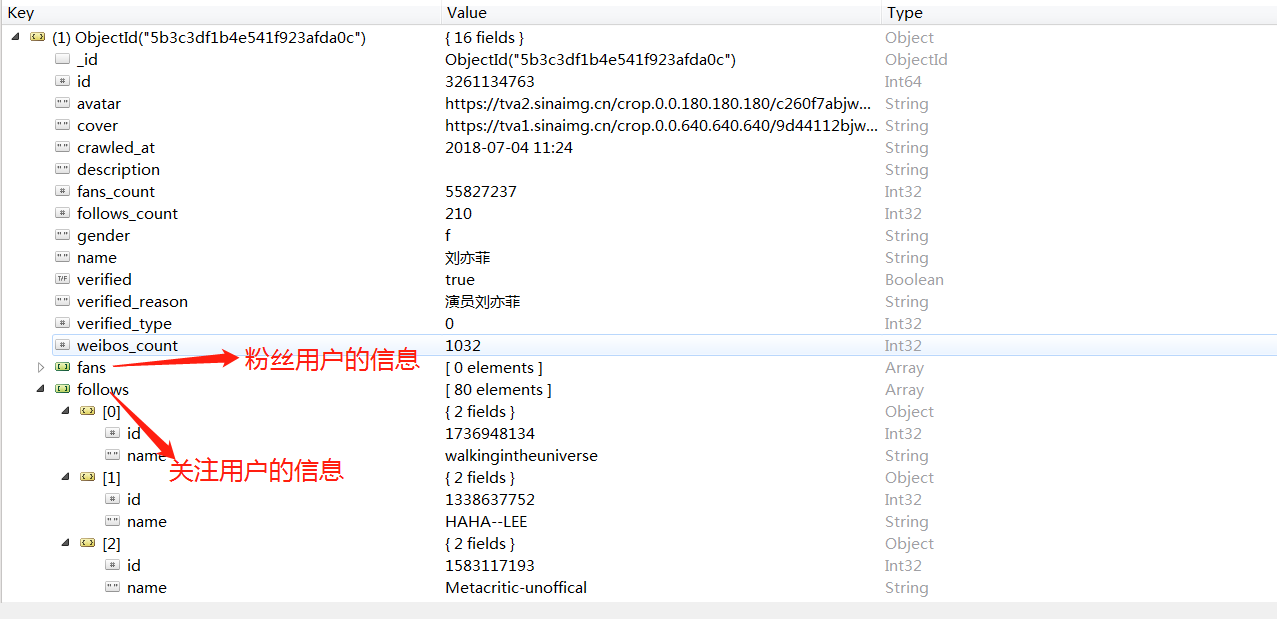 Key Value Type
(1) ObjectId("5b3c3df1b4e541f923afda0c") { 16 fields } Object
_id ObjectId("5b3c3df1b4e541f923afda0c") ObjectId
# id 3261134763 Int64
" " avatar https://tva2.sinaimg.cn/crop.0.0.180.180.180/c260f7abjw... String
" " cover https://tva1.sinaimg.cn/crop.0.0.640.640.640/9d44112bjw... String
" " crawled_at 2018-07-04 11:24 String
" " description String
# fans_count 55827237 Int32
# follows_count 210 Int32
" " gender f String
" " name 刘亦菲 String
T/F verified true Boolean
" " verified_reason 演员刘亦菲 String
# verified_type 0 Int32
# weibos_count 1032 Int32
粉丝用户的信息
fans [ 0 elements ] Array
follows [ 80 elements ] Array
[0] { 2 fields } Object
# id 1736948134 Int32
" " name walkingintheuniverse String
关注用户的信息
[1] { 2 fields } Object
# id 1338637752 Int32
" " name HAHA--LEE String
[2] { 2 fields } Object
# id 1583117193 Int32
" " name Metacritic-unoffical String